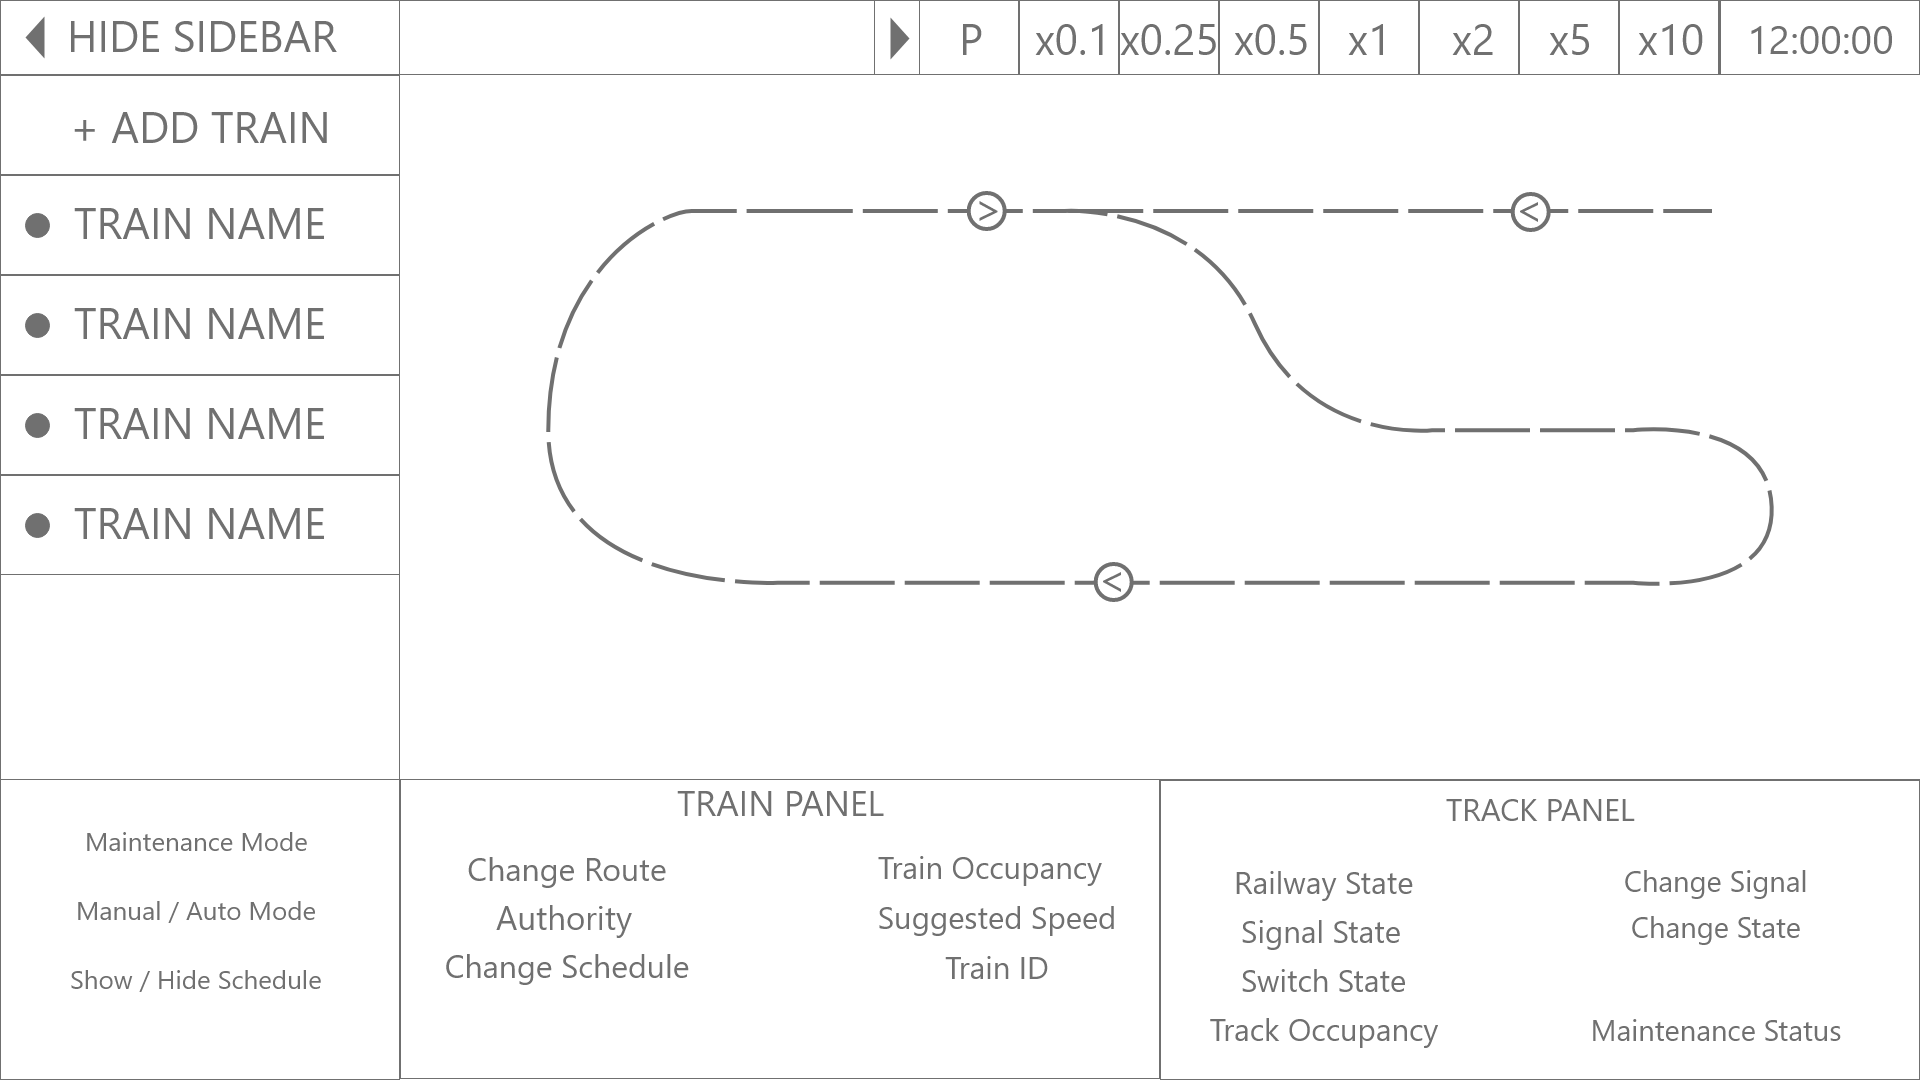 HIDE SIDEBAR
P
x0.1
x0.25
x0.5
x1
x2
x5
x10
12:00:00
+ ADD TRAIN
TRAIN NAME
TRAIN NAME
TRAIN NAME
TRAIN NAME
>
<
<
Maintenance Mode
Manual / Auto Mode
Show / Hide Schedule
TRAIN PANEL
Change Route
Authority
Change Schedule
Train Occupancy
Suggested Speed
Train ID
TRACK PANEL
Railway State
Signal State
Switch State
Track Occupancy
Change Signal
Change State
Maintenance Status